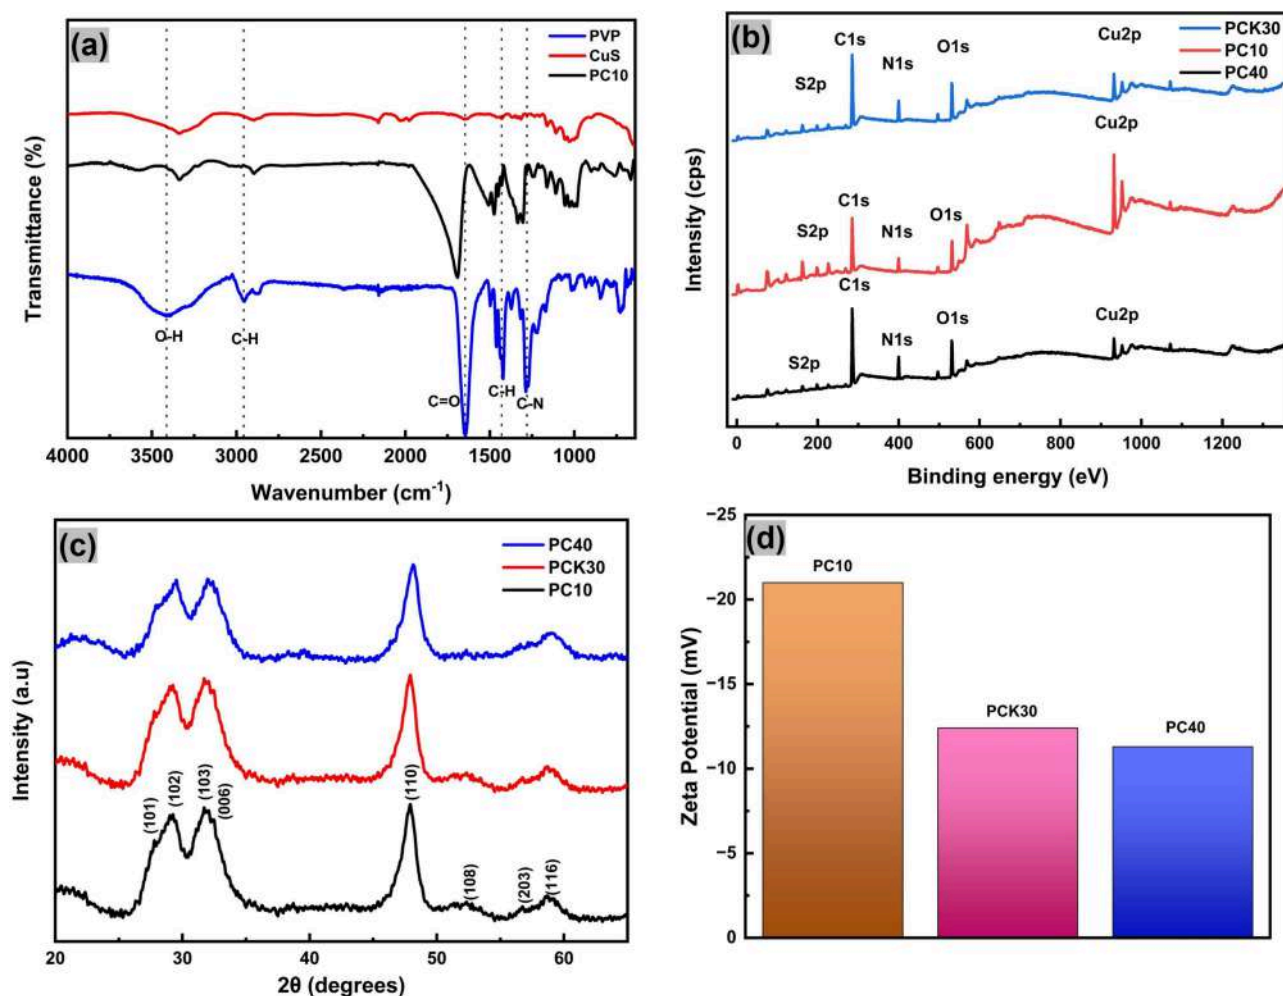 (a)
PVP
CuS
PC10
Transmittance (%)
O-H
C-H
C=O
C-H
C-N
4000 3500 3000 2500 2000 1500 1000
Wavenumber (cm⁻¹)
(b)
PCK30
PC10
PC40
C1s
S2p
N1s
O1s
Cu2p
Cu2p
C1s
S2p
N1s
O1s
C1s
S2p
N1s
O1s
Cu2p
Intensity (cps)
0 200 400 600 800 1000 1200
Binding energy (eV)
(c)
PC40
PCK30
PC10
Intensity (a.u)
(101)
(102)
(103)
(006)
(110)
(108)
(203)
(116)
20 30 40 50 60
2θ (degrees)
(d)
−25
−20
−15
−10
−5
0
Zeta Potential (mV)
PC10
PCK30
PC40